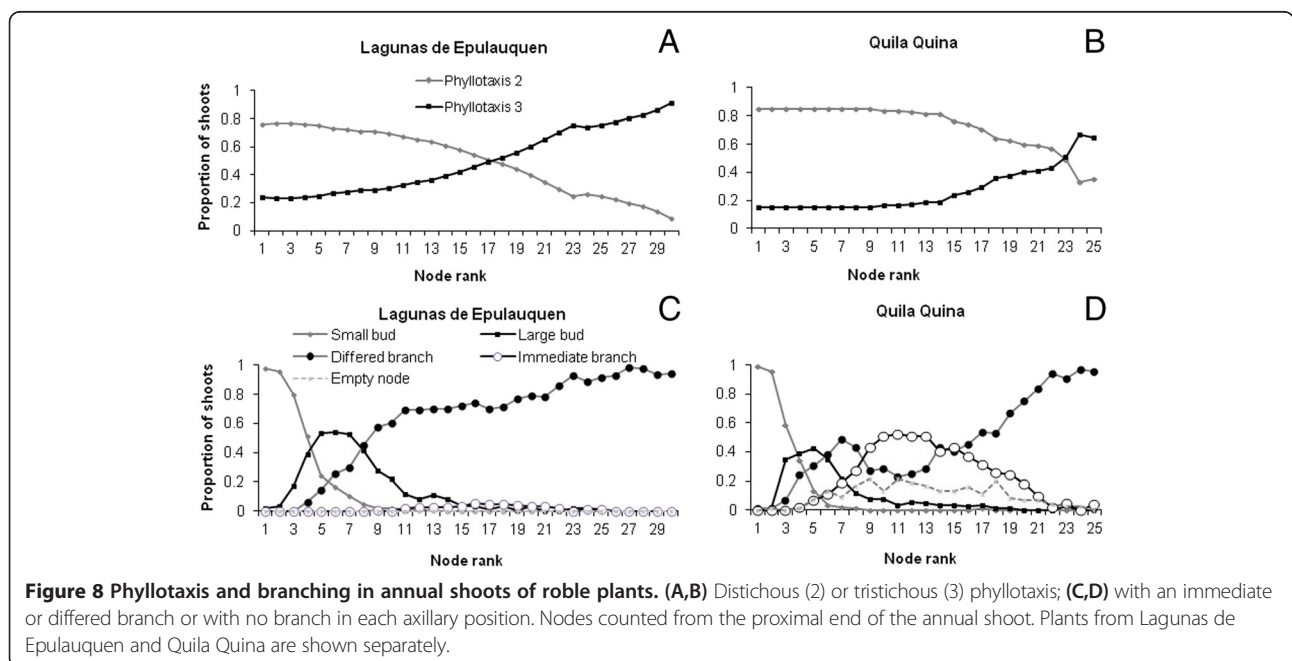 Lagunas de Epulauquen
A
Phyllotaxis 2
Phyllotaxis 3
Proportion of shoots
1
0.8
0.6
0.4
0.2
0
1 3 5 7 9 11 13 15 17 19 21 23 25 27 29
Node rank
Quila Quina
B
1
0.8
0.6
0.4
0.2
0
1 3 5 7 9 11 13 15 17 19 21 23 25
Node rank
Lagunas de Epulauquen
C
Small bud
Large bud
Differed branch
Immediate branch
Empty node
Proportion of shoots
1
0.8
0.6
0.4
0.2
0
1 3 5 7 9 11 13 15 17 19 21 23 25 27 29
Node rank
Quila Quina
D
1
0.8
0.6
0.4
0.2
0
1 3 5 7 9 11 13 15 17 19 21 23 25
Node rank
Figure 8 Phyllotaxis and branching in annual shoots of roble plants. (A,B) Distichous (2) or tristichous (3) phyllotaxis; (C,D) with an immediate
or differed branch or with no branch in each axillary position. Nodes counted from the proximal end of the annual shoot. Plants from Lagunas de
Epulauquen and Quila Quina are shown separately.